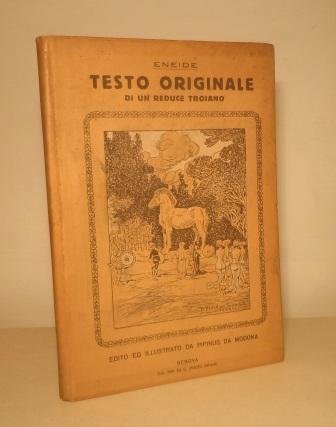 ENEIDE
TESTO ORIGINALE
DI UN REDUCE TROIANO
EDITO ED ILLUSTRATO DA PIPINUS DA MODONA
GENOVA